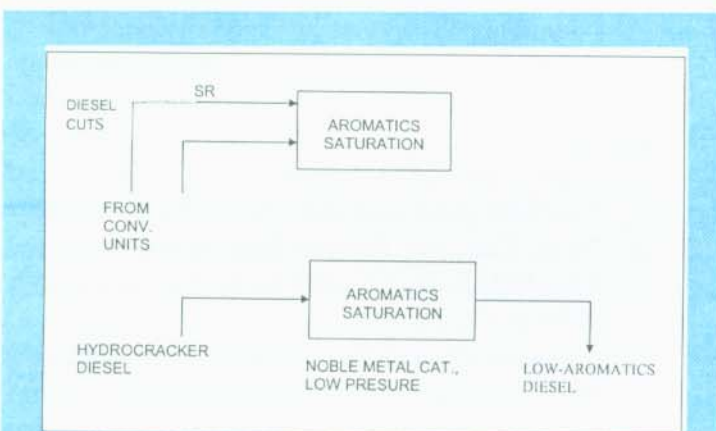 SR
DIESEL
CUTS
AROMATICS
SATURATION
FROM
CONV.
UNITS
AROMATICS
SATURATION
HYDROCRACKER
DIESEL
NOBLE METAL CAT.,
LOW PRESURE
LOW-AROMATICS
DIESEL